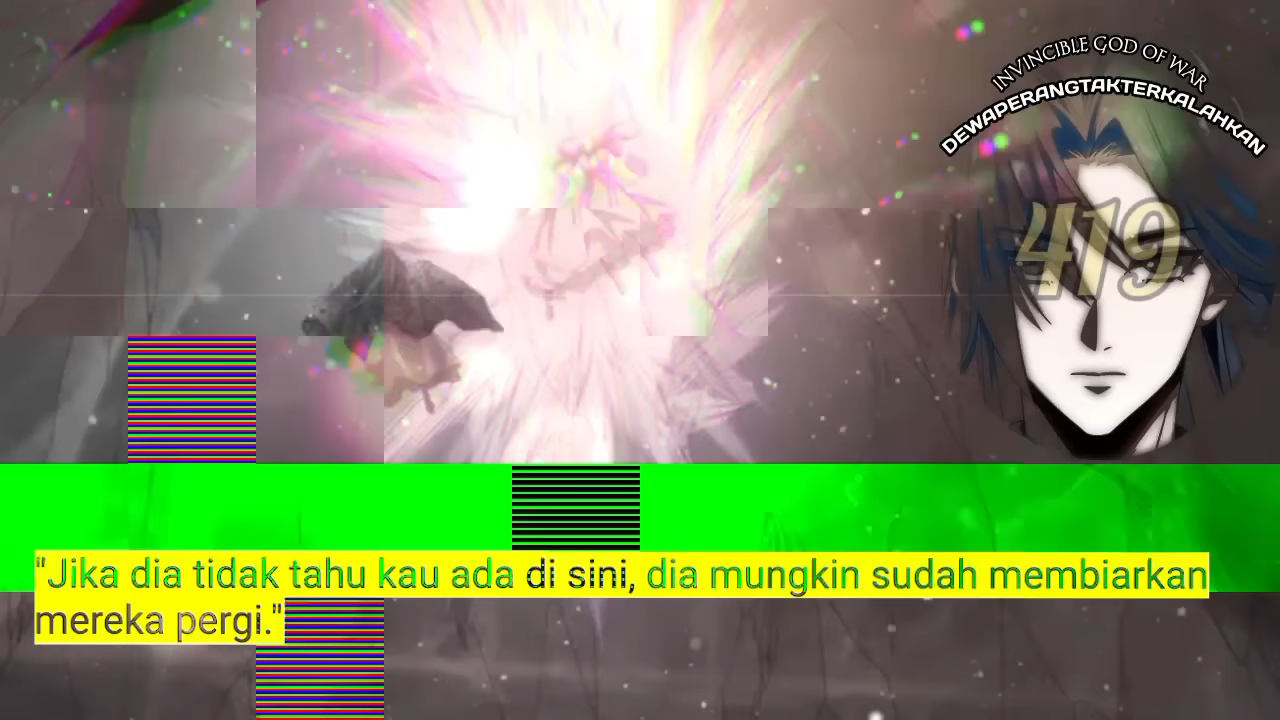 INVINCIBLE GOD OF WAR
DEWAPERANGTAKTERKALAHKAN
419
"Jika dia tidak tahu kau ada di sini, dia mungkin sudah membiarkan
mereka pergi."